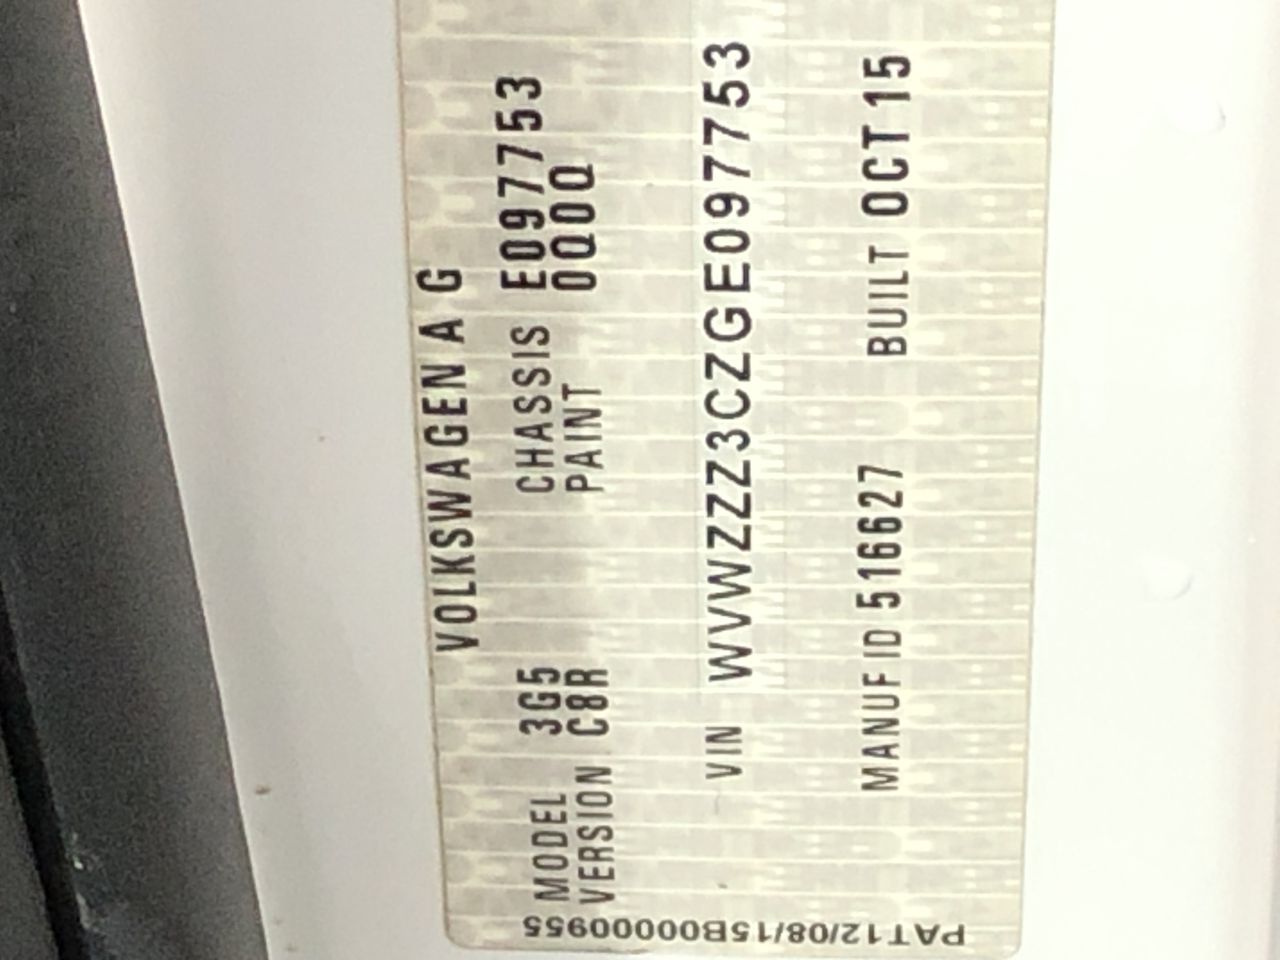 VOLKSWAGEN A G
MODEL 3G5 CHASSIS E097753
VERSION C8R PAINT 0Q0Q
VIN WVWZZZ3CZGE097753
MANUF ID 516627 BUILT OCT 15
PAT12/08/15B00000955